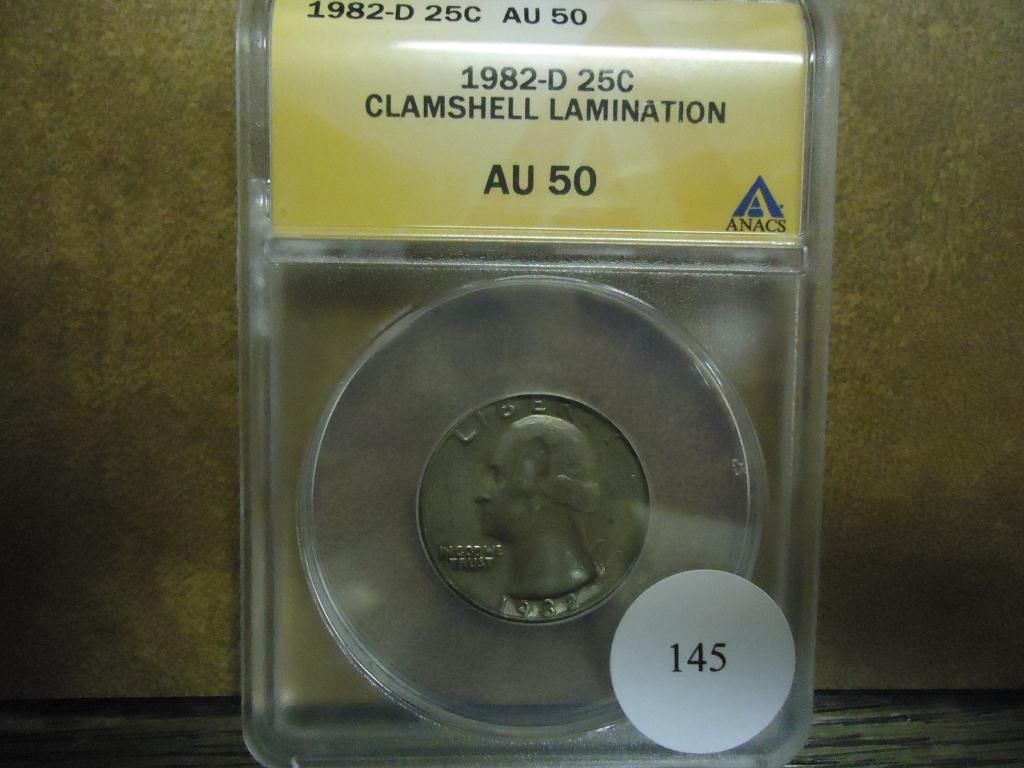 1982-D 25C AU 50
1982-D 25C
CLAMSHELL LAMINATION
AU 50
ANACS
LIBERTY
IN GOD WE
TRUST
1982
145